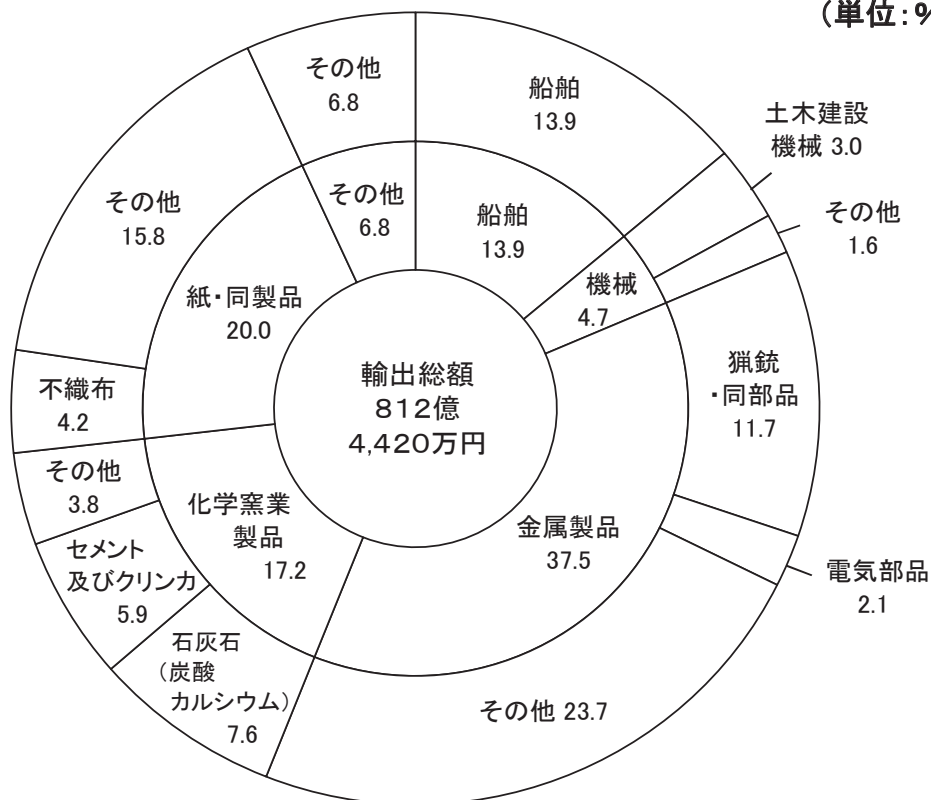 (単位:%
その他
6.8
船舶
13.9
土木建設
機械 3.0
その他
1.6
その他
15.8
その他
6.8
船舶
13.9
機械
4.7
紙・同製品
20.0
猟銃
・同部品
11.7
輸出総額
812億
4,420万円
不織布
4.2
その他
3.8
化学窯業
製品
17.2
金属製品
37.5
セメント
及びクリンカ
5.9
電気部品
2.1
石灰石
(炭酸
カルシウム)
7.6
その他 23.7